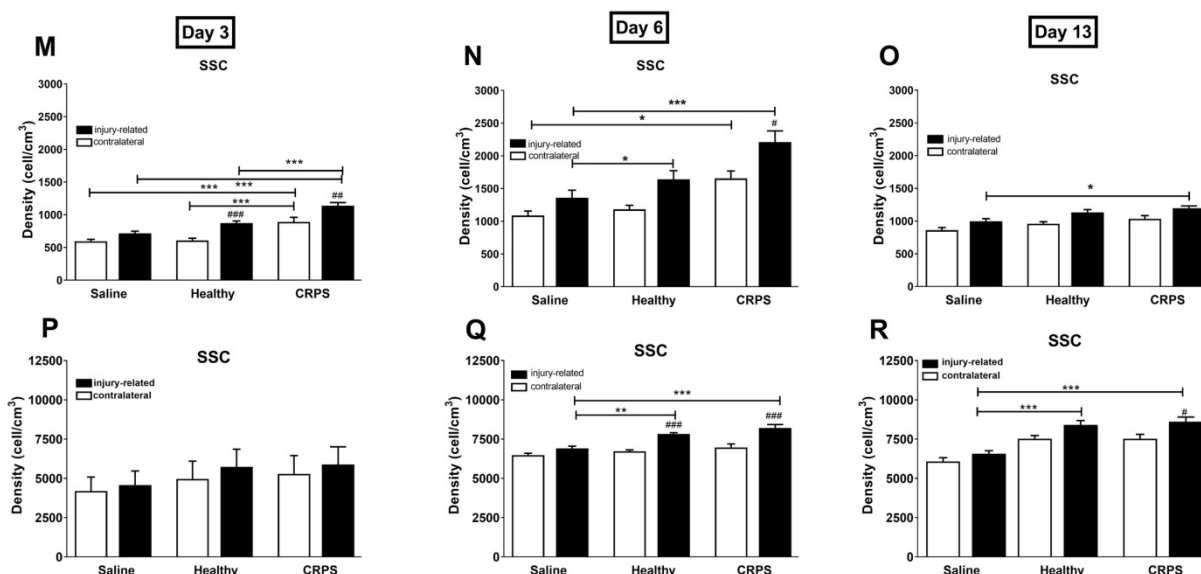 M
Day 3
SSC
Density (cell/cm³)
3000
2500
2000
1500
1000
500
0
injury-related
contralateral
***
***
***
***
###
##
Saline Healthy CRPS
N
Day 6
SSC
Density (cell/cm³)
3000
2500
2000
1500
1000
500
0
injury-related
contralateral
***
*
*
#
Saline Healthy CRPS
O
Day 13
SSC
Density (cell/cm³)
3000
2500
2000
1500
1000
500
0
injury-related
contralateral
*
Saline Healthy CRPS
P
SSC
Density (cell/cm³)
12500
10000
7500
5000
2500
0
injury-related
contralateral
Saline Healthy CRPS
Q
SSC
Density (cell/cm³)
12500
10000
7500
5000
2500
0
injury-related
contralateral
***
**
###
###
Saline Healthy CRPS
R
SSC
Density (cell/cm³)
12500
10000
7500
5000
2500
0
injury-related
contralateral
***
***
#
Saline Healthy CRPS